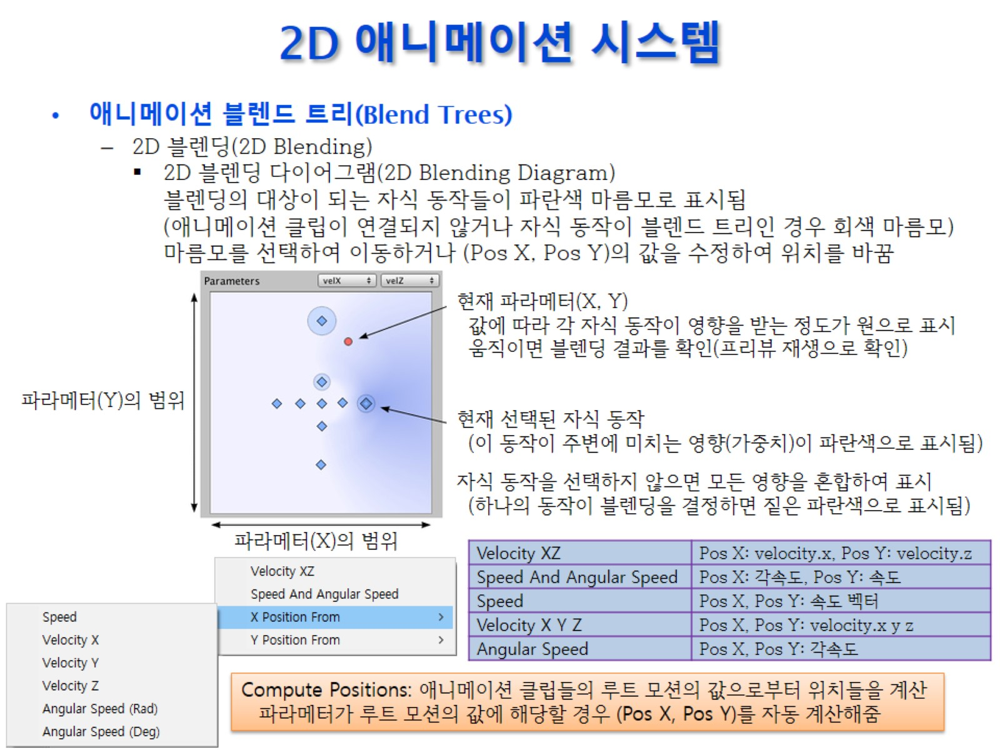 2D 애니메이션 시스템
• 애니메이션 블렌드 트리(Blend Trees)
– 2D 블렌딩(2D Blending)
▪ 2D 블렌딩 다이어그램(2D Blending Diagram)
블렌딩의 대상이 되는 자식 동작들이 파란색 마름모로 표시됨
(애니메이션 클립이 연결되지 않거나 자식 동작이 블렌드 트리인 경우 회색 마름모)
마름모를 선택하여 이동하거나 (Pos X, Pos Y)의 값을 수정하여 위치를 바꿈
Parameters velX velZ
현재 파라메터(X, Y)
값에 따라 각 자식 동작이 영향을 받는 정도가 원으로 표시
움직이면 블렌딩 결과를 확인(프리뷰 재생으로 확인)
파라메터(Y)의 범위
현재 선택된 자식 동작
(이 동작이 주변에 미치는 영향(가중치)이 파란색으로 표시됨)
자식 동작을 선택하지 않으면 모든 영향을 혼합하여 표시
(하나의 동작이 블렌딩을 결정하면 짙은 파란색으로 표시됨)
파라메터(X)의 범위
Velocity XZ
Speed And Angular Speed
X Position From >
Y Position From >
Speed
Velocity X
Velocity Y
Velocity Z
Angular Speed (Rad)
Angular Speed (Deg)
Velocity XZ Pos X: velocity.x, Pos Y: velocity.z
Speed And Angular Speed Pos X: 각속도, Pos Y: 속도
Speed Pos X, Pos Y: 속도 벡터
Velocity X Y Z Pos X, Pos Y: velocity.x y z
Angular Speed Pos X, Pos Y: 각속도
Compute Positions: 애니메이션 클립들의 루트 모션의 값으로부터 위치들을 계산
파라메터가 루트 모션의 값에 해당할 경우 (Pos X, Pos Y)를 자동 계산해줌